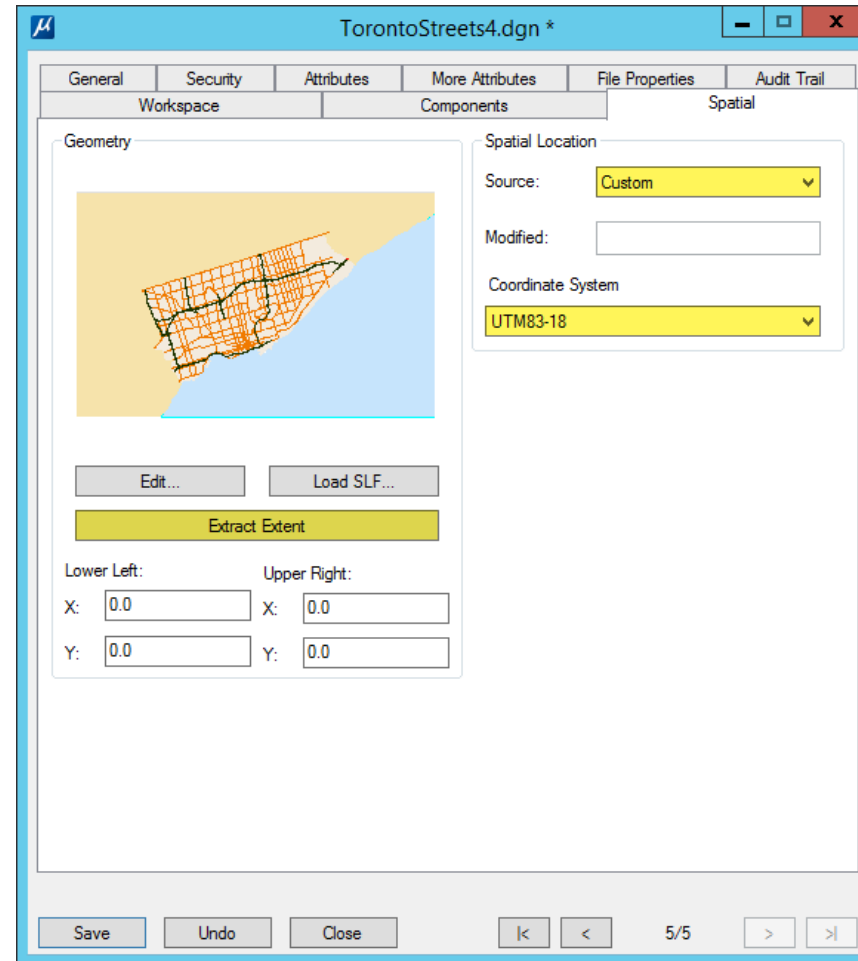 μ
TorontoStreets4.dgn *
General Security Attributes More Attributes File Properties Audit Trail
Workspace Components Spatial
Geometry
Spatial Location
Source: Custom
Modified:
Coordinate System
UTM83-18
Edit... Load SLF...
Extract Extent
Lower Left: Upper Right:
X: 0.0 X: 0.0
Y: 0.0 Y: 0.0
Save Undo Close |< < 5/5 > >|